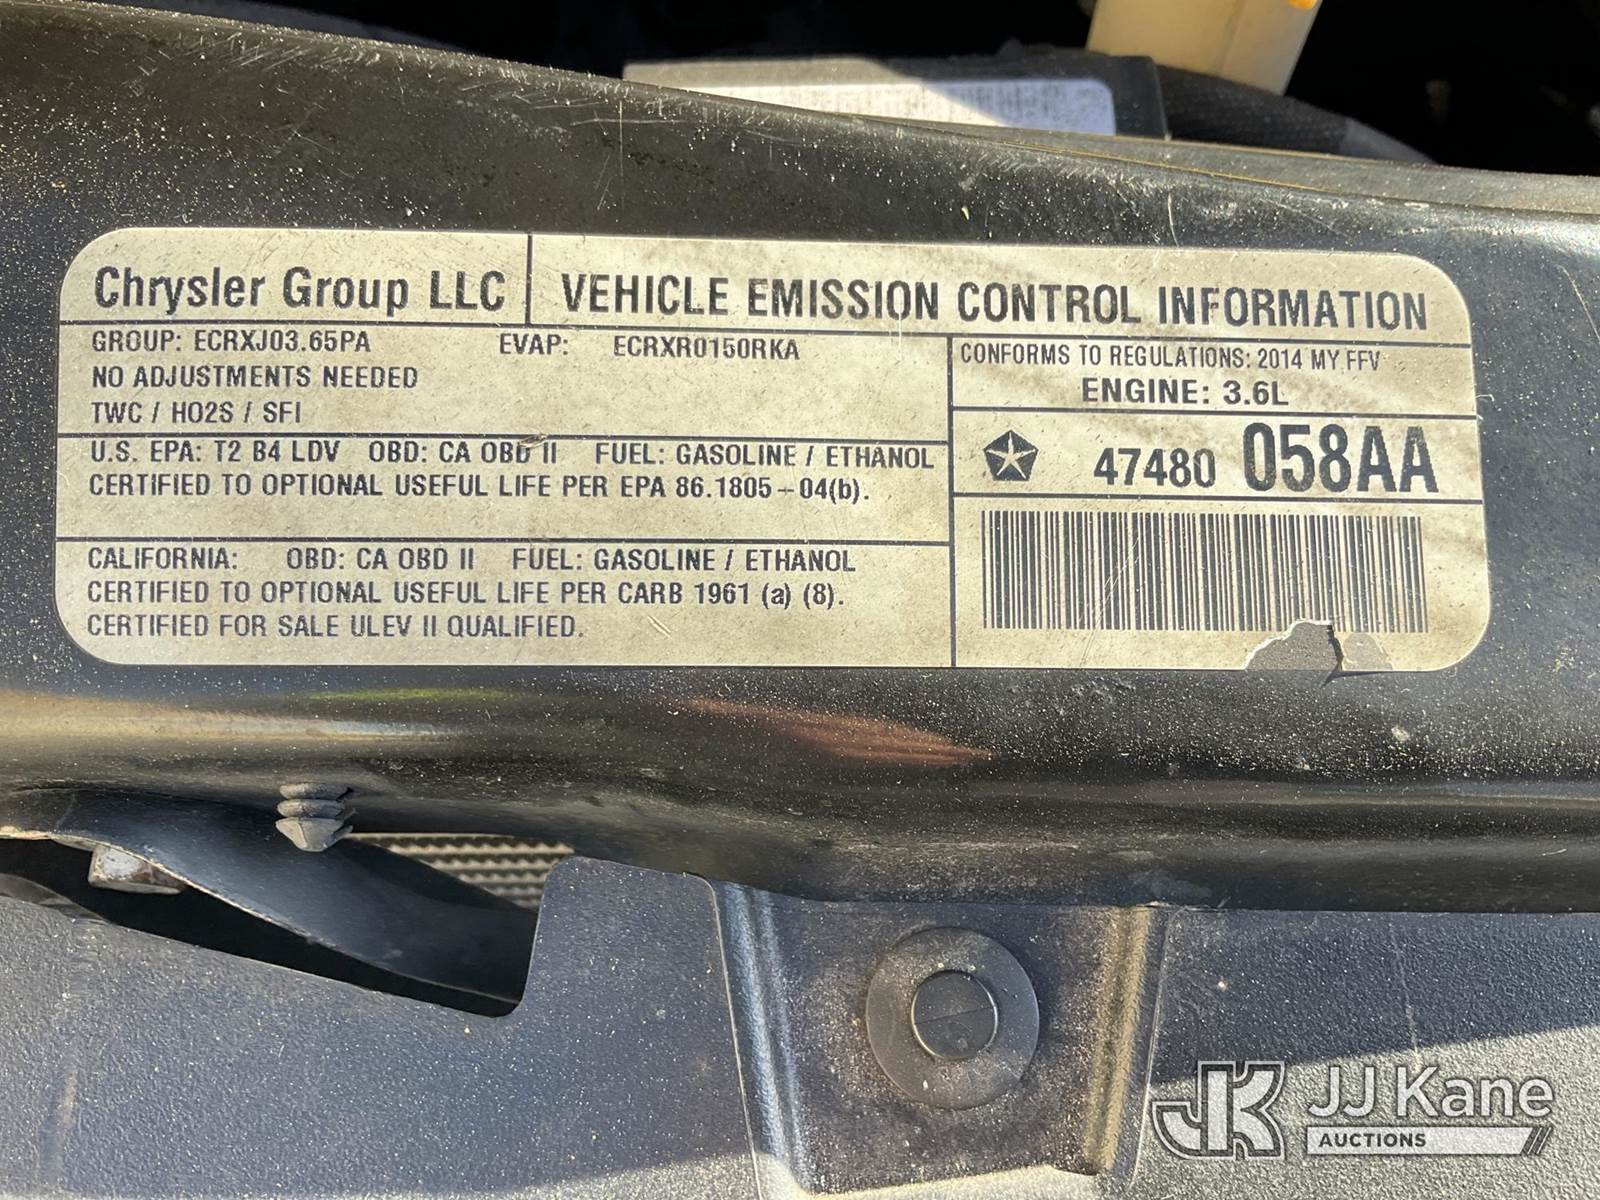 Chrysler Group LLC
VEHICLE EMISSION CONTROL INFORMATION
GROUP: ECRXJ03.65PA EVAP: ECRXR0150RKA
NO ADJUSTMENTS NEEDED
TWC / HO2S / SFI
CONFORMS TO REGULATIONS: 2014 MY FFV
ENGINE: 3.6L
U.S. EPA: T2 B4 LDV OBD: CA OBD II FUEL: GASOLINE / ETHANOL
CERTIFIED TO OPTIONAL USEFUL LIFE PER EPA 86.1805-04(b).
47480 058AA
CALIFORNIA: OBD: CA OBD II FUEL: GASOLINE / ETHANOL
CERTIFIED TO OPTIONAL USEFUL LIFE PER CARB 1961 (a) (8).
CERTIFIED FOR SALE ULEV II QUALIFIED.
JK JJ Kane
AUCTIONS